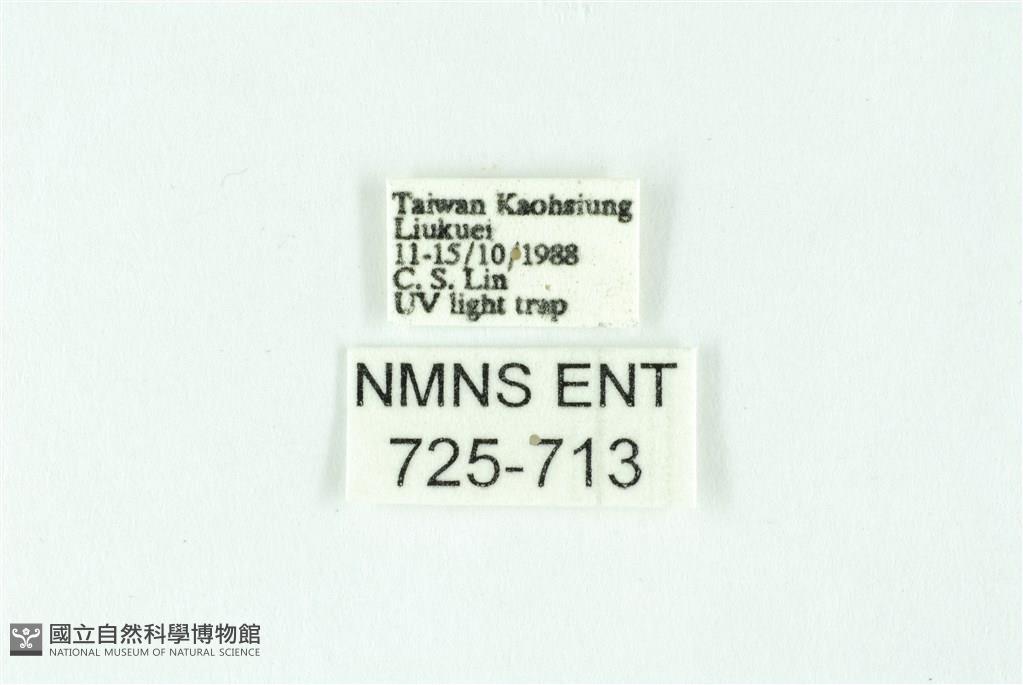 Taiwan Kaohsiung
Liukuei
11-15/10/1988
C. S. Lin
UV light trap
NMNS ENT
725-713
國立自然科學博物館
NATIONAL MUSEUM OF NATURAL SCIENCE